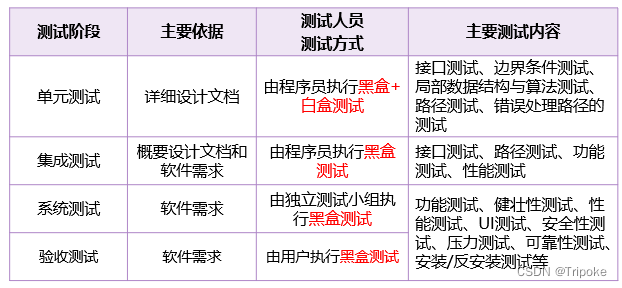 测试阶段
主要依据
测试人员
测试方式
主要测试内容
单元测试
详细设计文档
由程序员执行黑盒+
白盒测试
接口测试、边界条件测试、
局部数据结构与算法测试、
路径测试、错误处理路径的
测试
集成测试
概要设计文档和
软件需求
由程序员执行黑盒
测试
接口测试、路径测试、功能
测试、性能测试
系统测试
软件需求
由独立测试小组执
行黑盒测试
功能测试、健壮性测试、性
能测试、UI测试、安全性测
试、压力测试、可靠性测试、
安装/反安装测试等
验收测试
软件需求
由用户执行黑盒测试
CSDN @Tripoke